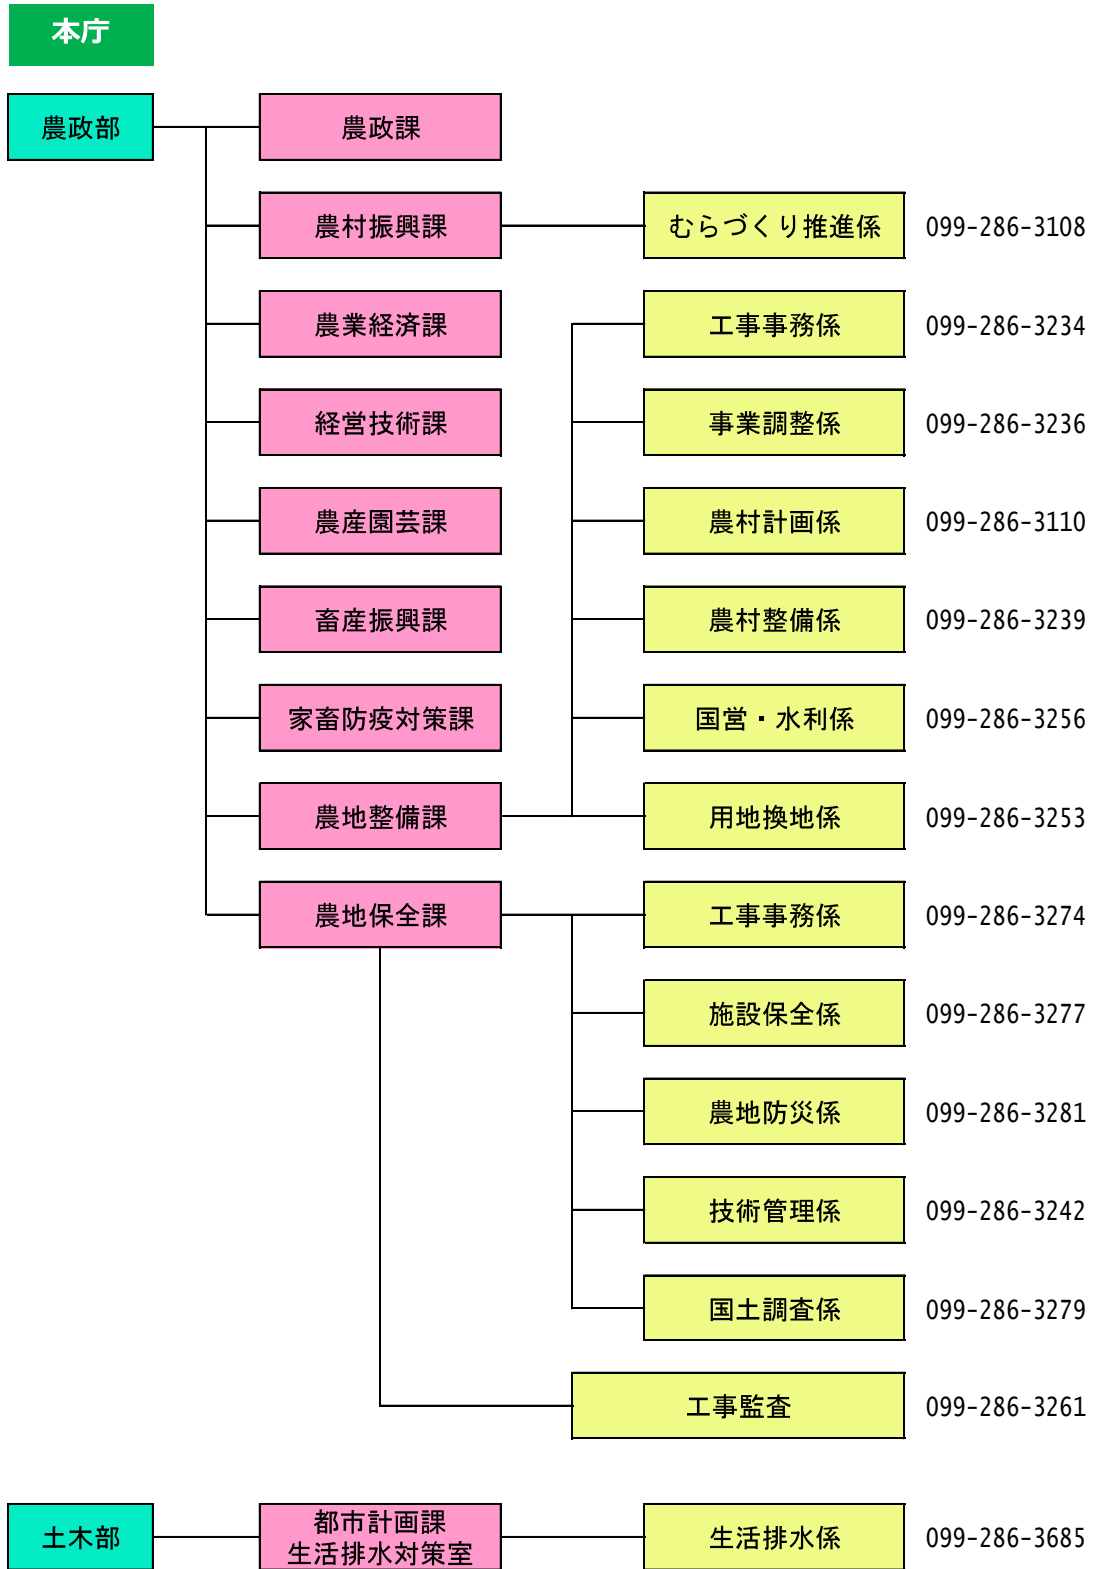 本庁
農政部
農政課
農村振興課
むらづくり推進係
099-286-3108
農業経済課
工事事務係
099-286-3234
経営技術課
事業調整係
099-286-3236
農産園芸課
農村計画係
099-286-3110
畜産振興課
農村整備係
099-286-3239
家畜防疫対策課
国営・水利係
099-286-3256
農地整備課
用地換地係
099-286-3253
農地保全課
工事事務係
099-286-3274
施設保全係
099-286-3277
農地防災係
099-286-3281
技術管理係
099-286-3242
国土調査係
099-286-3279
工事監査
099-286-3261
土木部
都市計画課
生活排水対策室
生活排水係
099-286-3685